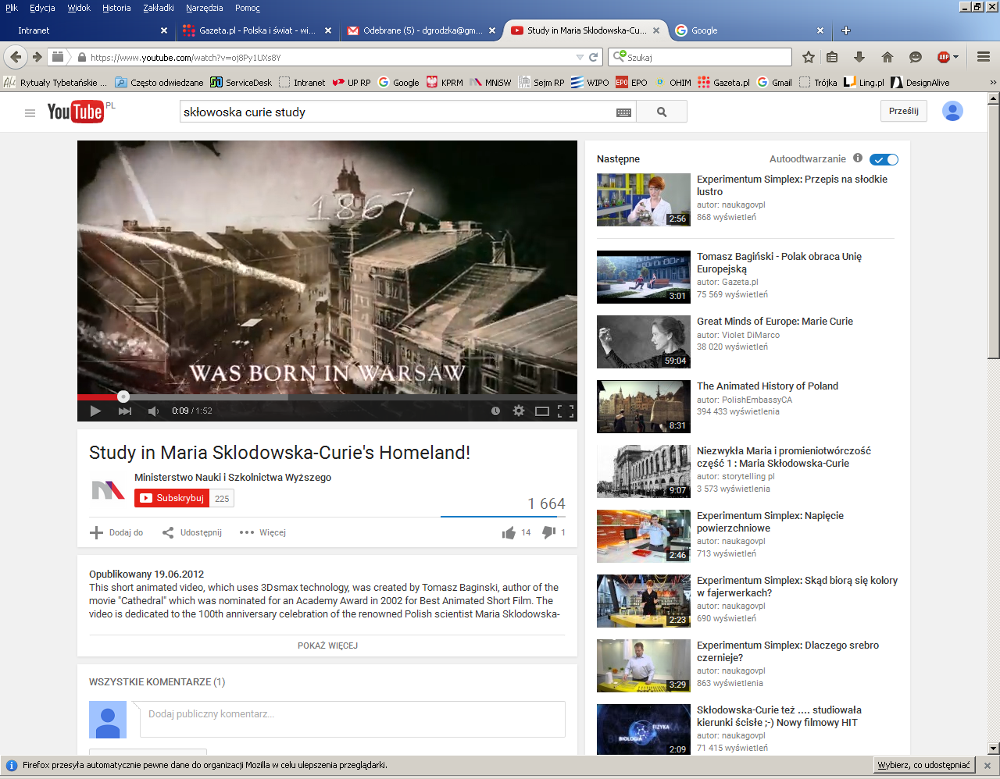 Plik Edycja Widok Historia Zakładki Narzędzia Pomoc
Intranet
Gazeta.pl - Polska i świat - wi...
Odebrane (5) - dgrodzka@gm...
Study in Maria Sklodowska-Cu...
Google
https://www.youtube.com/watch?v=oj8Py1UXs8Y
Szukaj
ABP
Rytuały Tybetańskie ...
Często odwiedzane
ServiceDesk
Intranet
UP RP
Google
KPRM
MNiSW
Sejm RP
WIPO
EPO EPO
OHIM
Gazeta.pl
Gmail
Trójka
Ling.pl
DesignAlive
YouTube PL
skłowoska curie study
Prześlij
1867
WAS BORN IN WARSAW
0:09 / 1:52
Study in Maria Sklodowska-Curie's Homeland!
Ministerstwo Nauki i Szkolnictwa Wyższego
Subskrybuj 225
1 664
Dodaj do Udostępnij Więcej
14 1
Opublikowany 19.06.2012
This short animated video, which uses 3Dsmax technology, was created by Tomasz Baginski, author of the
movie "Cathedral" which was nominated for an Academy Award in 2002 for Best Animated Short Film. The
video is dedicated to the 100th anniversary celebration of the renowned Polish scientist Maria Sklodowska-
POKAŻ WIĘCEJ
WSZYSTKIE KOMENTARZE (1)
Dodaj publiczny komentarz...
Następne
Autoodtwarzanie
2:56
Experimentum Simplex: Przepis na słodkie
lustro
autor: naukagovpl
868 wyświetleń
3:01
Tomasz Bagiński - Polak obraca Unię
Europejską
autor: Gazeta.pl
75 569 wyświetleń
59:04
Great Minds of Europe: Marie Curie
autor: Violet DiMarco
38 020 wyświetleń
8:31
The Animated History of Poland
autor: PolishEmbassyCA
394 433 wyświetlenia
9:07
Niezwykła Maria i promieniotwórczość
część 1 : Maria Skłodowska-Curie
autor: storytelling pl
3 573 wyświetlenia
2:46
Experimentum Simplex: Napięcie
powierzchniowe
autor: naukagovpl
713 wyświetleń
2:23
Experimentum Simplex: Skąd biorą się kolory
w fajerwerkach?
autor: naukagovpl
690 wyświetleń
3:29
Experimentum Simplex: Dlaczego srebro
czernieje?
autor: naukagovpl
863 wyświetlenia
FIZYKA
BIOLOGIA
2:09
Skłodowska-Curie też .... studiowała
kierunki ścisłe ;-) Nowy filmowy HIT
autor: naukagovpl
71 415 wyświetleń
Firefox przesyła automatycznie pewne dane do organizacji Mozilla w celu ulepszenia przeglądarki.
Wybierz, co udostępniać